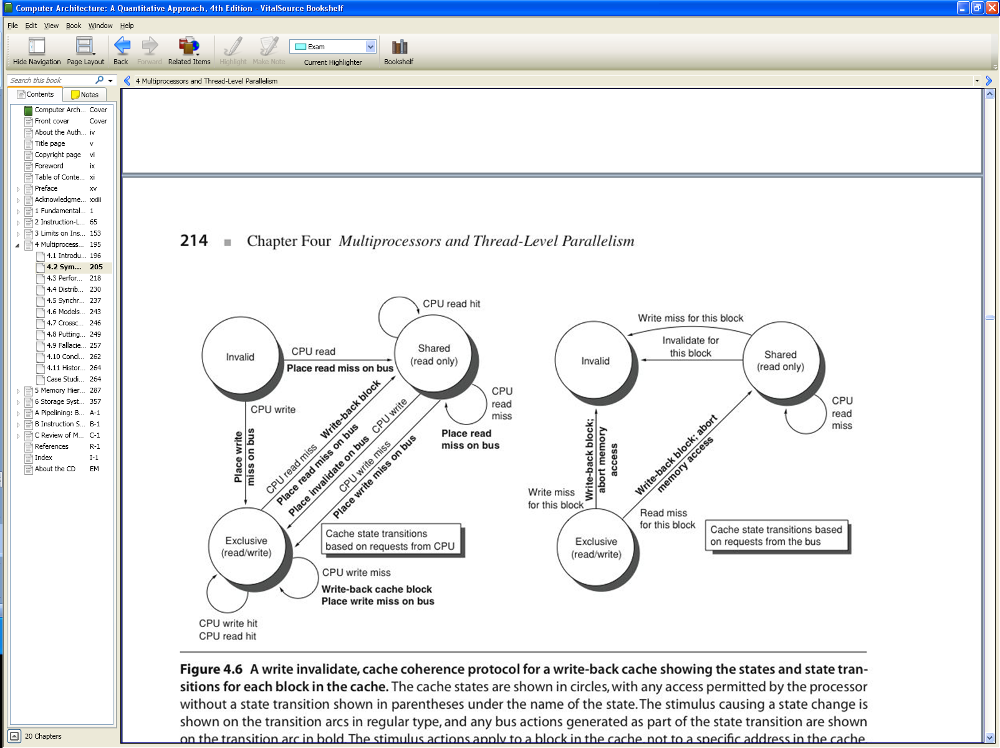 Computer Architecture: A Quantitative Approach, 4th Edition - VitalSource Bookshelf
File Edit View Book Window Help
Hide Navigation Page Layout Back Forward Related Items Highlight Make Note Exam Current Highlighter Bookshelf
Search this book
4 Multiprocessors and Thread-Level Parallelism
Contents Notes
Computer Arch... Cover
Front cover Cover
About the Auth... iv
Title page v
Copyright page vi
Foreword ix
Table of Conte... xi
Preface xv
Acknowledgme... xxiii
1 Fundamental... 1
2 Instruction-L... 65
3 Limits on Ins... 153
4 Multiprocess... 195
4.1 Introdu... 196
4.2 Sym... 205
4.3 Perfor... 218
4.4 Distrib... 230
4.5 Synchr... 237
4.6 Models... 243
4.7 Crossc... 246
4.8 Putting... 249
4.9 Fallacie... 257
4.10 Concl... 262
4.11 Histor... 264
Case Studi... 264
5 Memory Hier... 287
6 Storage Syst... 357
A Pipelining: B... A-1
B Instruction S... B-1
C Review of M... C-1
References R-1
Index I-1
About the CD EM
20 Chapters
214 ■ Chapter Four Multiprocessors and Thread-Level Parallelism
CPU read hit
Invalid
CPU read
Place read miss on bus
Shared
(read only)
CPU write
Place write
miss on bus
CPU read miss
Write-back block
Place read miss on bus
CPU write
Place invalidate on bus
CPU write miss
Place write miss on bus
CPU
read
miss
Place read
miss on bus
Exclusive
(read/write)
Cache state transitions
based on requests from CPU
CPU write miss
Write-back cache block
Place write miss on bus
CPU write hit
CPU read hit
Write miss for this block
Invalidate for
this block
Invalid
Shared
(read only)
CPU
read
miss
Write-back block;
abort memory
access
Write-back block; abort
memory access
Write miss
for this block
Read miss
for this block
Exclusive
(read/write)
Cache state transitions based
on requests from the bus
Figure 4.6 A write invalidate, cache coherence protocol for a write-back cache showing the states and state tran-
sitions for each block in the cache. The cache states are shown in circles, with any access permitted by the processor
without a state transition shown in parentheses under the name of the state. The stimulus causing a state change is
shown on the transition arcs in regular type, and any bus actions generated as part of the state transition are shown
on the transition arc in bold. The stimulus actions apply to a block in the cache, not to a specific address in the cache.